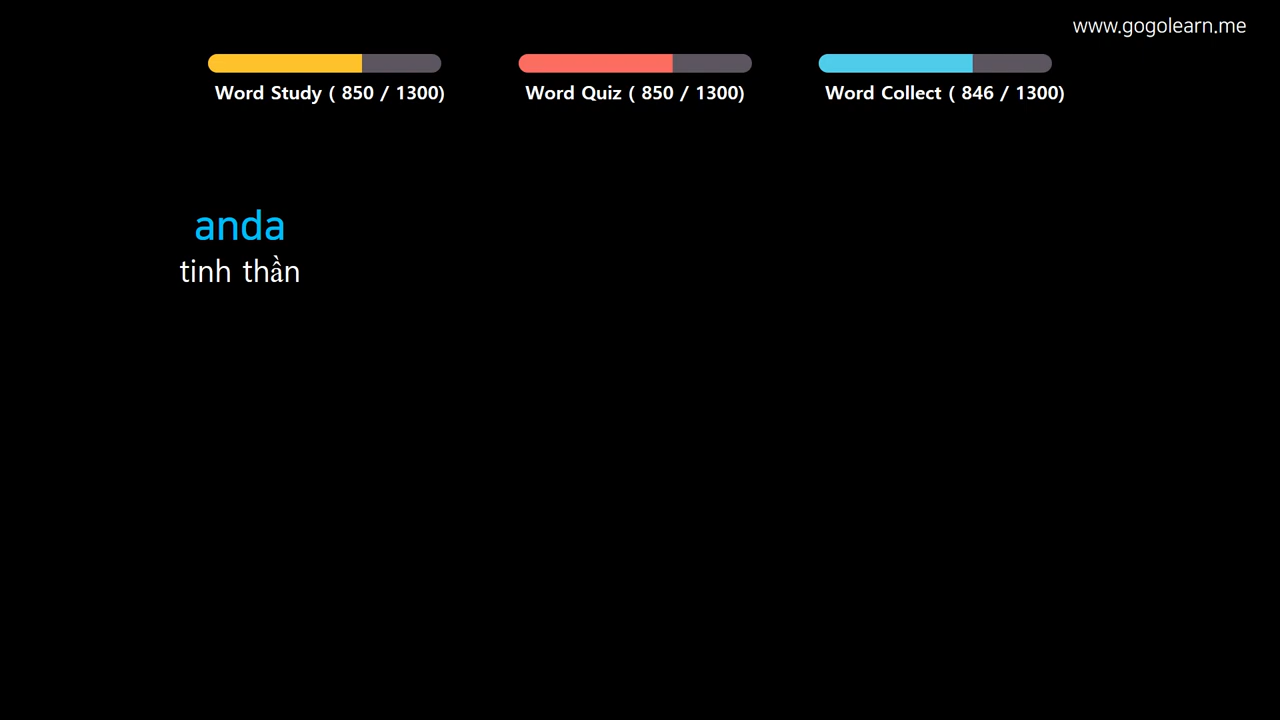 www.gogolearn.me
Word Study ( 850 / 1300)
Word Quiz ( 850 / 1300)
Word Collect ( 846 / 1300)
anda
tinh thần